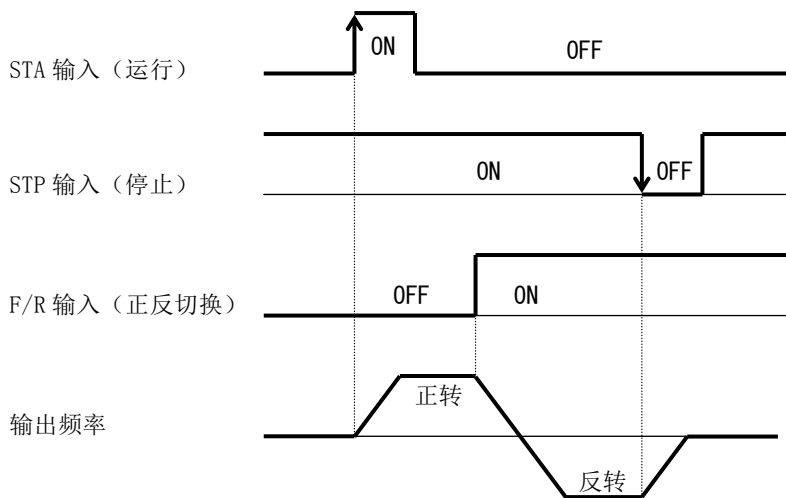 STA 输入（运行）
ON
OFF
STP 输入（停止）
ON
OFF
F/R 输入（正反切换）
OFF
ON
输出频率
正转
反转